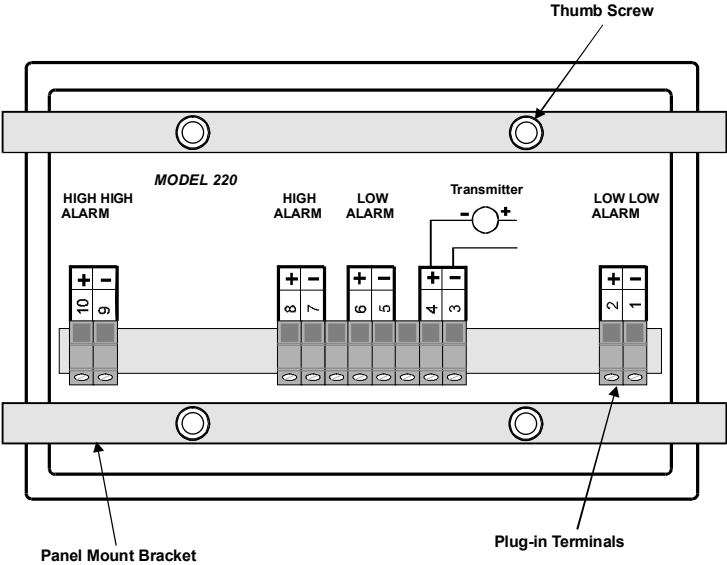 Thumb Screw
MODEL 220
HIGH HIGH
ALARM
HIGH
ALARM
LOW
ALARM
Transmitter
- +
LOW LOW
ALARM
+ − + − + − + − + −
10 9 8 7 6 5 4 3 2 1
Panel Mount Bracket
Plug-in Terminals